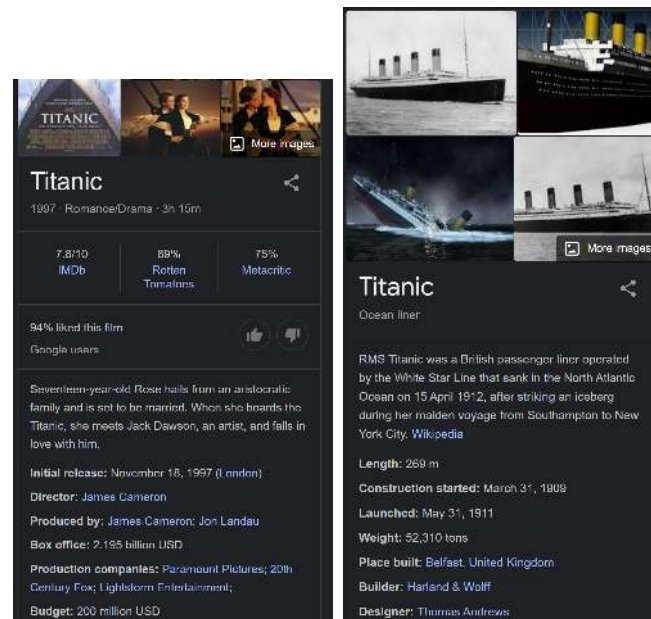 TITANIC
More images
Titanic
1997 · Romance/Drama · 3h 15m
7.8/10
IMDb
89%
Rotten
Tomatoes
75%
Metacritic
94% liked this film
Google users
Seventeen-year-old Rose hails from an aristocratic
family and is set to be married. When she boards the
Titanic, she meets Jack Dawson, an artist, and falls in
love with him.
Initial release: November 18, 1997 (London)
Director: James Cameron
Produced by: James Cameron; Jon Landau
Box office: 2.195 billion USD
Production companies: Paramount Pictures; 20th
Century Fox; Lightstorm Entertainment;
Budget: 200 million USD
More images
Titanic
Ocean liner
RMS Titanic was a British passenger liner operated
by the White Star Line that sank in the North Atlantic
Ocean on 15 April 1912, after striking an iceberg
during her maiden voyage from Southampton to New
York City. Wikipedia
Length: 269 m
Construction started: March 31, 1909
Launched: May 31, 1911
Weight: 52,310 tons
Place built: Belfast, United Kingdom
Builder: Harland & Wolff
Designer: Thomas Andrews